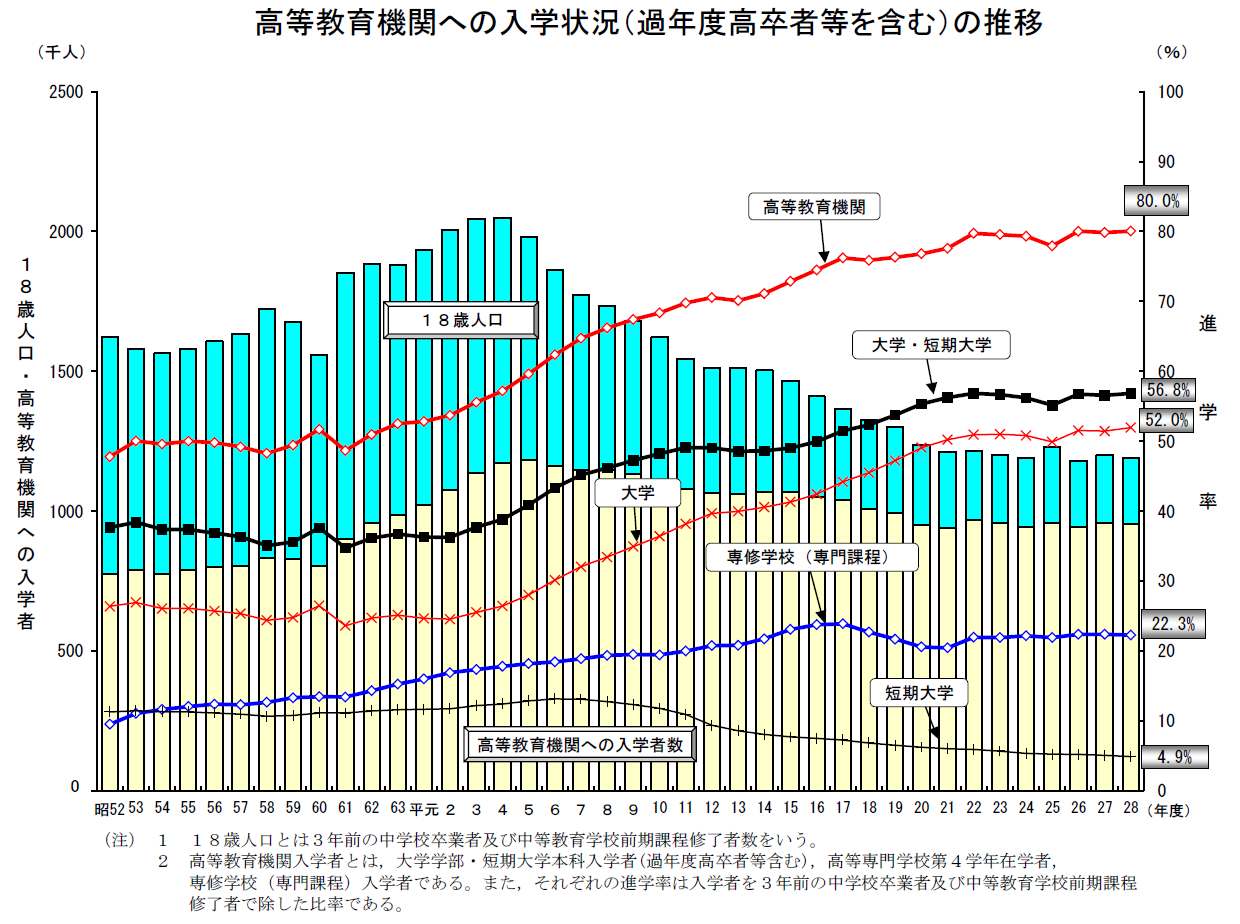 高等教育機関への入学状況（過年度高卒者等を含む）の推移
（千人）
（％）
2500
2000
1500
1000
500
0
100
90
80
70
60
50
40
30
20
10
0
１８歳人口・高等教育機関への入学者
進学率
高等教育機関
80.0%
１８歳人口
大学・短期大学
56.8%
52.0%
大学
専修学校（専門課程）
22.3%
短期大学
高等教育機関への入学者数
4.9%
昭52 53 54 55 56 57 58 59 60 61 62 63 平元 2 3 4 5 6 7 8 9 10 11 12 13 14 15 16 17 18 19 20 21 22 23 24 25 26 27 28 （年度）
（注） １ １８歳人口とは３年前の中学校卒業者及び中等教育学校前期課程修了者数をいう。
２ 高等教育機関入学者とは，大学学部・短期大学本科入学者（過年度高卒者等含む），高等専門学校第４学年在学者，
専修学校（専門課程）入学者である。また，それぞれの進学率は入学者を３年前の中学校卒業者及び中等教育学校前期課程
修了者で除した比率である。